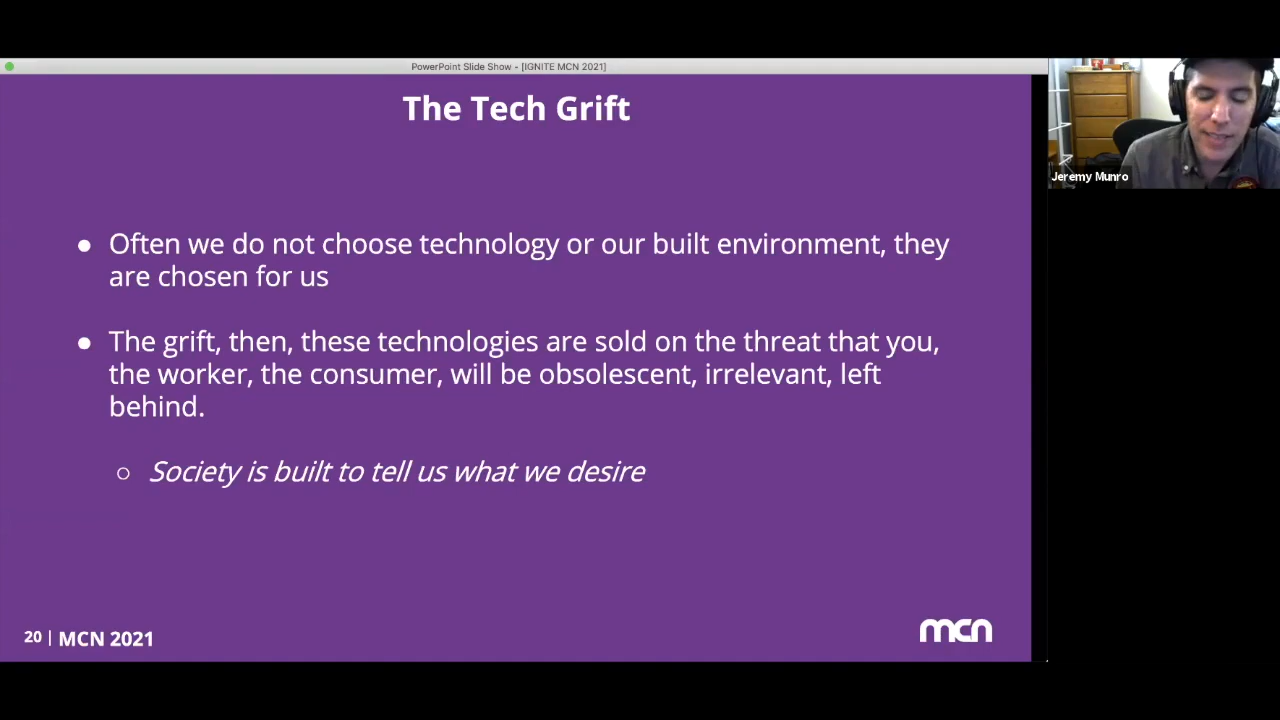 PowerPoint Slide Show - [IGNITE MCN 2021]
The Tech Grift
● Often we do not choose technology or our built environment, they
are chosen for us
● The grift, then, these technologies are sold on the threat that you,
the worker, the consumer, will be obsolescent, irrelevant, left
behind.
○ Society is built to tell us what we desire
20 | MCN 2021
mcn
Jeremy Munro